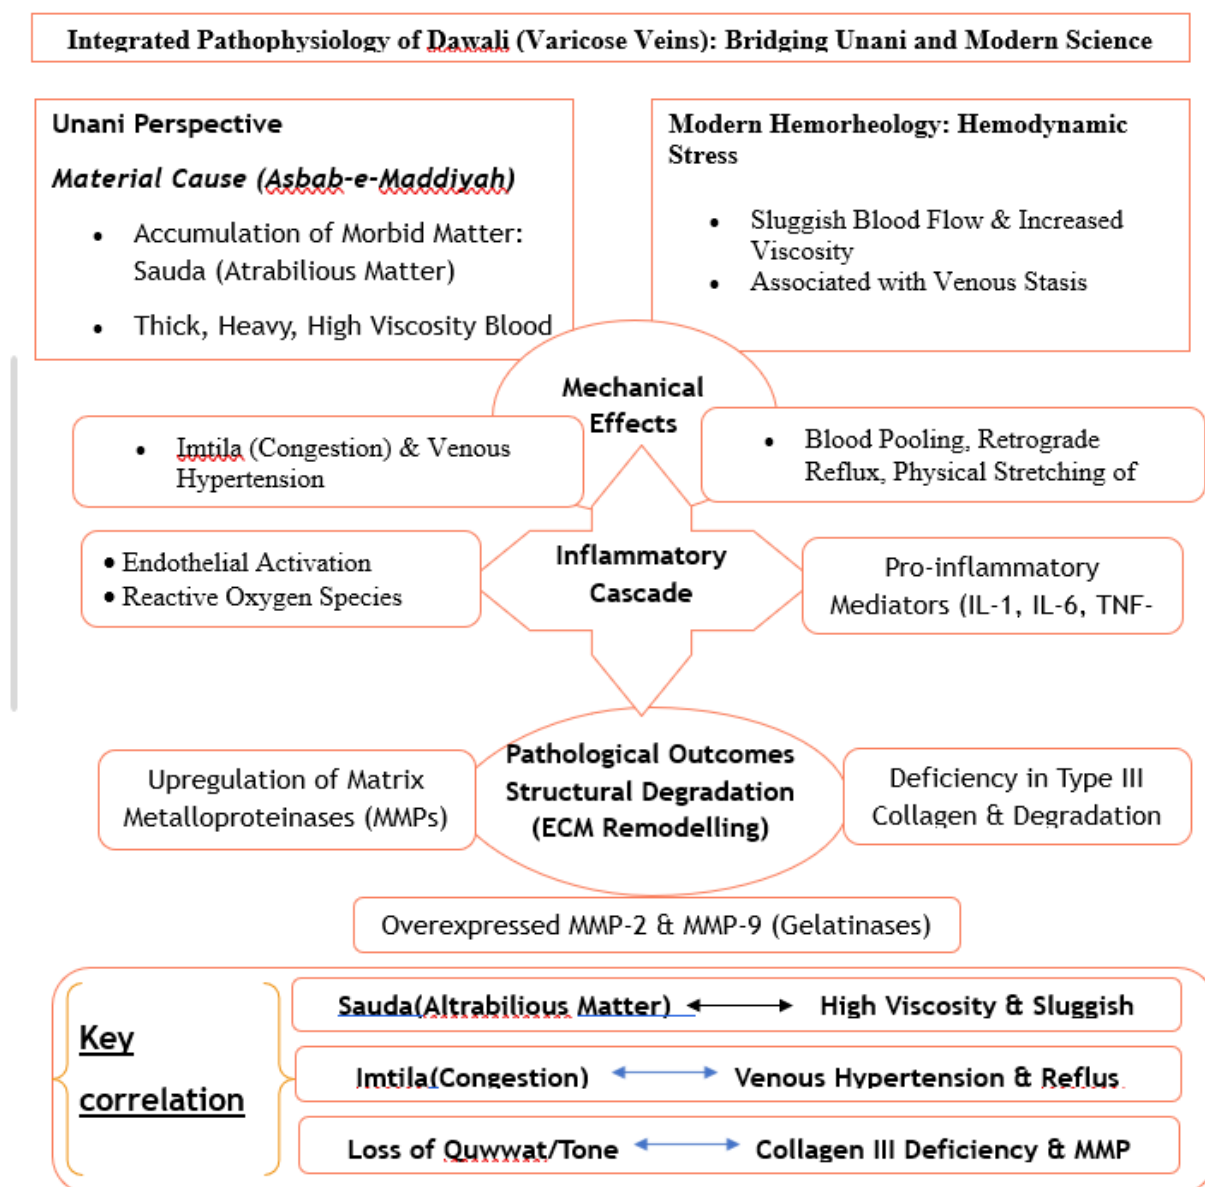 Integrated Pathophysiology of Dawali (Varicose Veins): Bridging Unani and Modern Science
Unani Perspective
Material Cause (Asbab-e-Maddiyah)
• Accumulation of Morbid Matter:
Sauda (Atrabilious Matter)
• Thick, Heavy, High Viscosity Blood
Modern Hemorheology: Hemodynamic
Stress
• Sluggish Blood Flow & Increased
Viscosity
• Associated with Venous Stasis
Mechanical
Effects
• Imtila (Congestion) & Venous
Hypertension
• Blood Pooling, Retrograde
Reflux, Physical Stretching of
• Endothelial Activation
• Reactive Oxygen Species
Inflammatory
Cascade
Pro-inflammatory
Mediators (IL-1, IL-6, TNF-
Upregulation of Matrix
Metalloproteinases (MMPs)
Pathological Outcomes
Structural Degradation
(ECM Remodelling)
Deficiency in Type III
Collagen & Degradation
Overexpressed MMP-2 & MMP-9 (Gelatinases)
Key
correlation
Sauda(Altrabilious Matter) High Viscosity & Sluggish
Imtila(Congestion) Venous Hypertension & Reflus
Loss of Quwwat/Tone Collagen III Deficiency & MMP